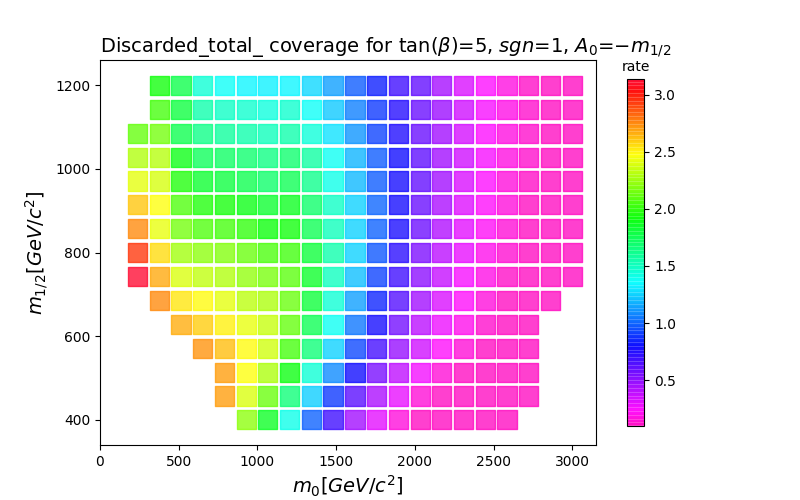 Discarded_total_ coverage for tan(β)=5, sgn=1, A₀=−m₁/₂
rate
1200
1000
800
600
400
m₁/₂[GeV/c²]
0 500 1000 1500 2000 2500 3000
m₀[GeV/c²]
3.0
2.5
2.0
1.5
1.0
0.5